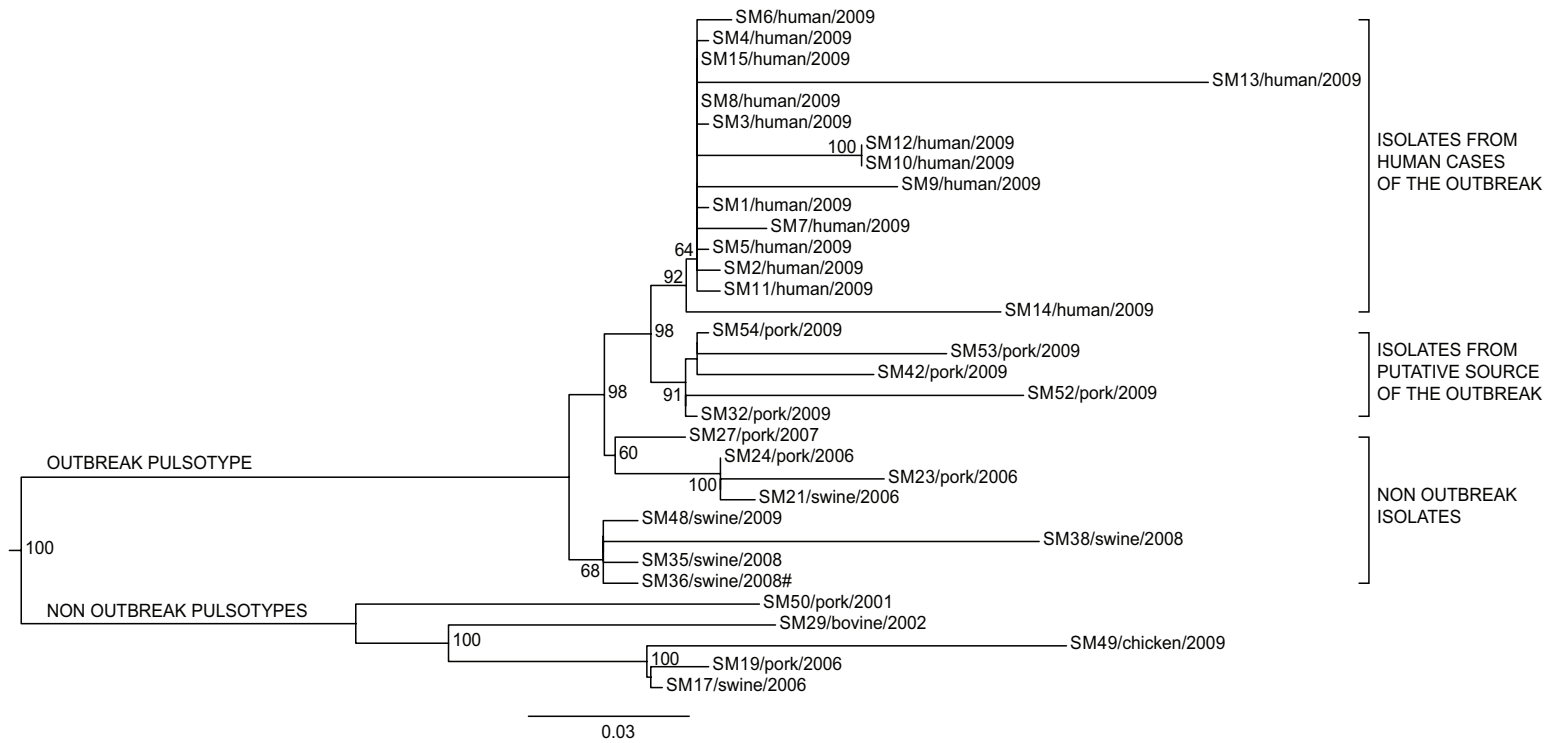 SM6/human/2009
SM4/human/2009
SM15/human/2009
SM13/human/2009
SM8/human/2009
SM3/human/2009
100
SM12/human/2009
SM10/human/2009
SM9/human/2009
SM1/human/2009
SM7/human/2009
64
SM5/human/2009
SM2/human/2009
92
SM11/human/2009
SM14/human/2009
ISOLATES FROM
HUMAN CASES
OF THE OUTBREAK
98
SM54/pork/2009
SM53/pork/2009
SM42/pork/2009
91
SM52/pork/2009
SM32/pork/2009
ISOLATES FROM
PUTATIVE SOURCE
OF THE OUTBREAK
98
SM27/pork/2007
60
SM24/pork/2006
SM23/pork/2006
100
SM21/swine/2006
OUTBREAK PULSOTYPE
SM48/swine/2009
SM38/swine/2008
SM35/swine/2008
68
SM36/swine/2008#
NON OUTBREAK
ISOLATES
100
NON OUTBREAK PULSOTYPES
SM50/pork/2001
SM29/bovine/2002
100
SM49/chicken/2009
100
SM19/pork/2006
SM17/swine/2006
0.03